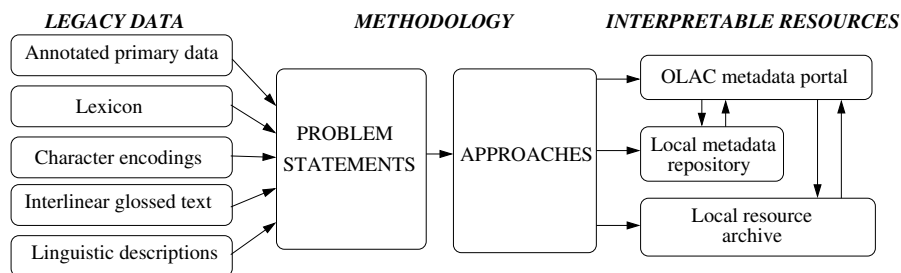 LEGACY DATA
METHODOLOGY
INTERPRETABLE RESOURCES
Annotated primary data
Lexicon
Character encodings
Interlinear glossed text
Linguistic descriptions
PROBLEM
STATEMENTS
APPROACHES
OLAC metadata portal
Local metadata
repository
Local resource
archive